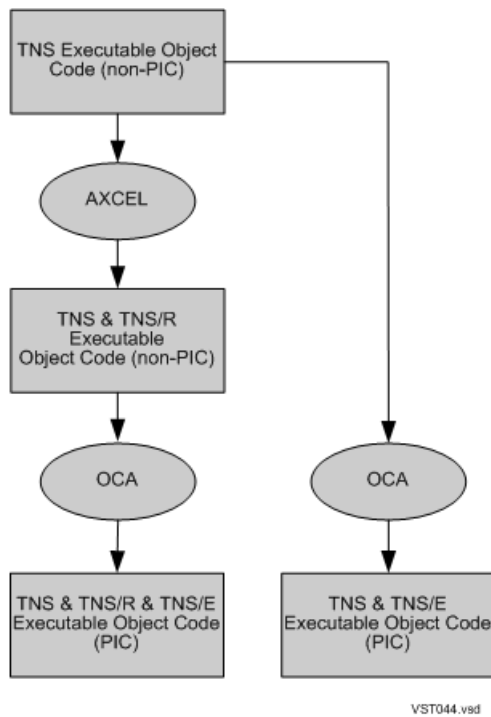 TNS Executable Object
Code (non-PIC)
AXCEL
TNS & TNS/R
Executable
Object Code (non-PIC)
OCA
OCA
TNS & TNS/R & TNS/E
Executable Object Code
(PIC)
TNS & TNS/E
Executable Object Code
(PIC)
VST044.vsd